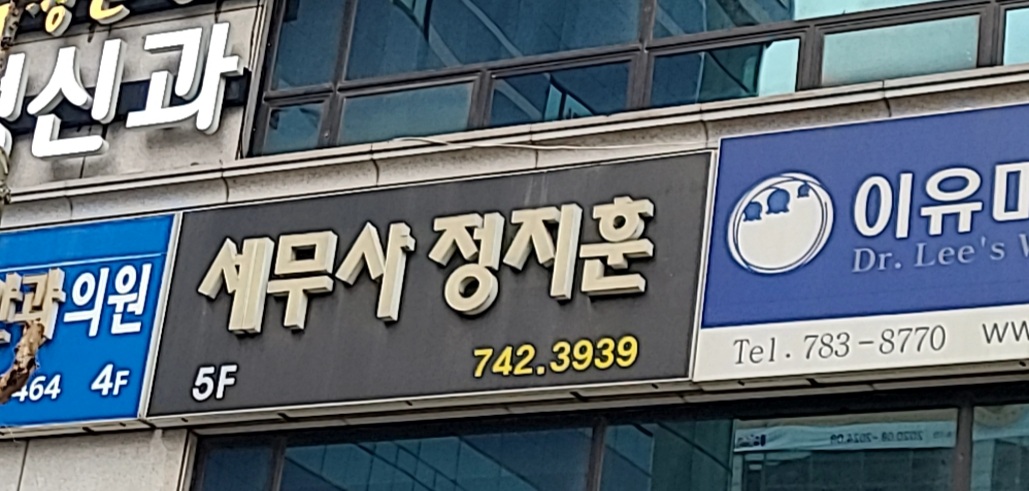 신과
의원
464 4F
세무사 정지훈
5F 742.3939
이유
Dr. Lee's
Tel. 783-8770